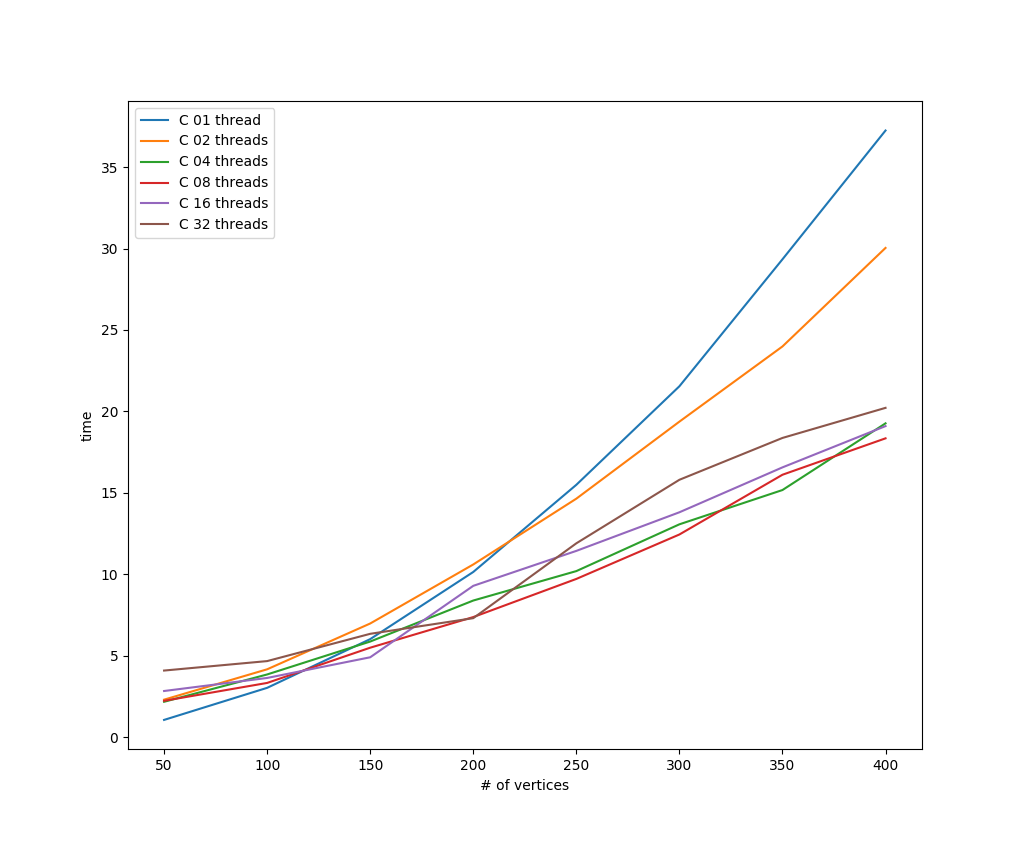 C 01 thread
C 02 threads
C 04 threads
C 08 threads
C 16 threads
C 32 threads
35
30
25
20
15
10
5
0
time
50 100 150 200 250 300 350 400
# of vertices